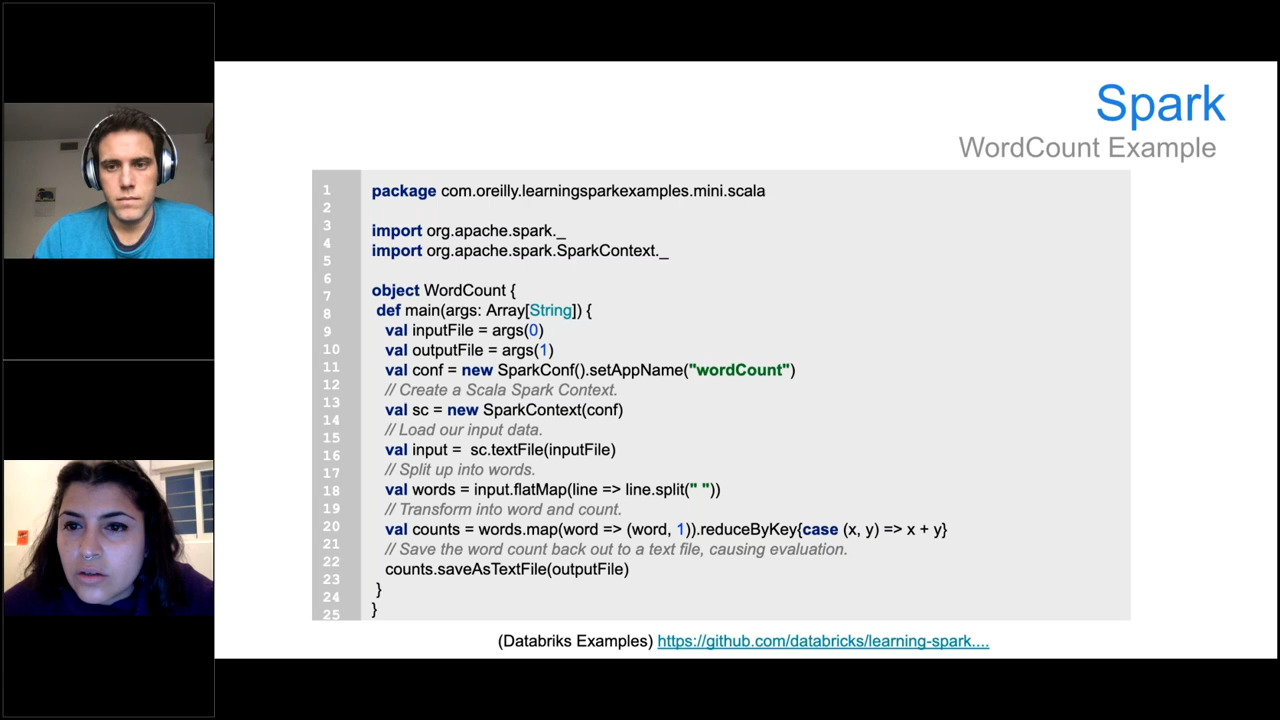 Spark
WordCount Example
1
2
3
4
5
6
7
8
9
10
11
12
13
14
15
16
17
18
19
20
21
22
23
24
25
package com.oreilly.learningsparkexamples.mini.scala
import org.apache.spark._
import org.apache.spark.SparkContext._
object WordCount {
def main(args: Array[String]) {
val inputFile = args(0)
val outputFile = args(1)
val conf = new SparkConf().setAppName("wordCount")
// Create a Scala Spark Context.
val sc = new SparkContext(conf)
// Load our input data.
val input =  sc.textFile(inputFile)
// Split up into words.
val words = input.flatMap(line => line.split(" "))
// Transform into word and count.
val counts = words.map(word => (word, 1)).reduceByKey{case (x, y) => x + y}
// Save the word count back out to a text file, causing evaluation.
counts.saveAsTextFile(outputFile)
}
}
(Databriks Examples) https://github.com/databricks/learning-spark....